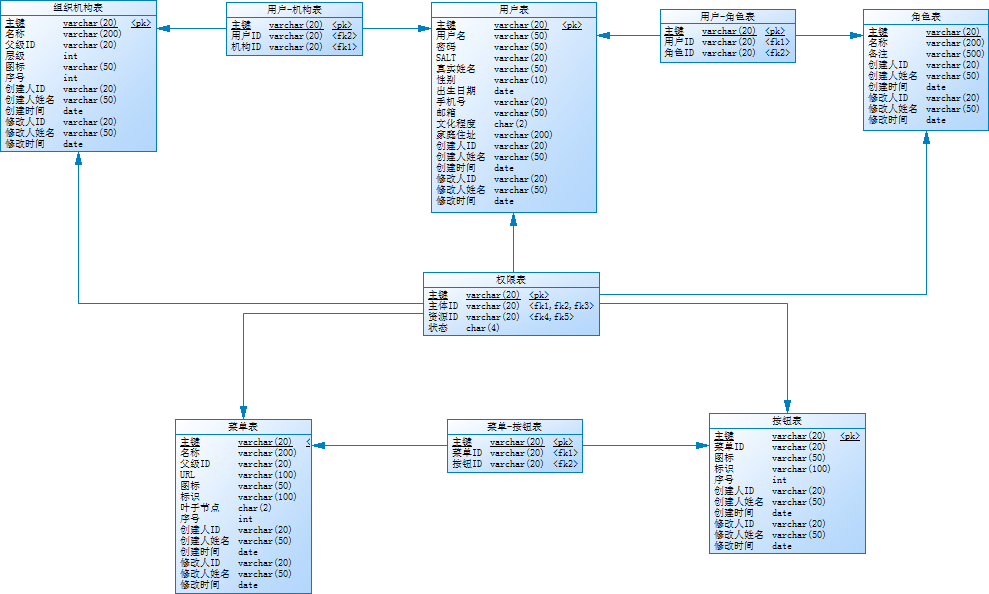 组织机构表
主键 varchar(20) <pk>
名称 varchar(200)
父级ID varchar(20)
层级 int
图标 varchar(50)
序号 int
创建人ID varchar(20)
创建人姓名 varchar(50)
创建时间 date
修改人ID varchar(20)
修改人姓名 varchar(50)
修改时间 date
用户-机构表
主键 varchar(20) <pk>
用户ID varchar(20) <fk2>
机构ID varchar(20) <fk1>
用户表
主键 varchar(20) <pk>
用户名 varchar(50)
密码 varchar(50)
SALT varchar(20)
真实姓名 varchar(50)
性别 varchar(10)
出生日期 date
手机号 varchar(20)
邮箱 varchar(50)
文化程度 char(2)
家庭住址 varchar(200)
创建人ID varchar(20)
创建人姓名 varchar(50)
创建时间 date
修改人ID varchar(20)
修改人姓名 varchar(50)
修改时间 date
用户-角色表
主键 varchar(20) <pk>
用户ID varchar(20) <fk1>
角色ID varchar(20) <fk2>
角色表
主键 varchar(20)
名称 varchar(200)
备注 varchar(500)
创建人ID varchar(20)
创建人姓名 varchar(50)
创建时间 date
修改人ID varchar(20)
修改人姓名 varchar(50)
修改时间 date
权限表
主键 varchar(20) <pk>
主体ID varchar(20) <fk1,fk2,fk3>
资源ID varchar(20) <fk4,fk5>
状态 char(4)
菜单表
主键 varchar(20) <
名称 varchar(200)
父级ID varchar(20)
URL varchar(100)
图标 varchar(50)
标识 varchar(100)
叶子节点 char(2)
序号 int
创建人ID varchar(20)
创建人姓名 varchar(50)
创建时间 date
修改人ID varchar(20)
修改人姓名 varchar(50)
修改时间 date
菜单-按钮表
主键 varchar(20) <pk>
菜单ID varchar(20) <fk1>
按钮ID varchar(20) <fk2>
按钮表
主键 varchar(20) <pk>
菜单ID varchar(20)
图标 varchar(50)
标识 varchar(100)
序号 int
创建人ID varchar(20)
创建人姓名 varchar(50)
创建时间 date
修改人ID varchar(20)
修改人姓名 varchar(50)
修改时间 date